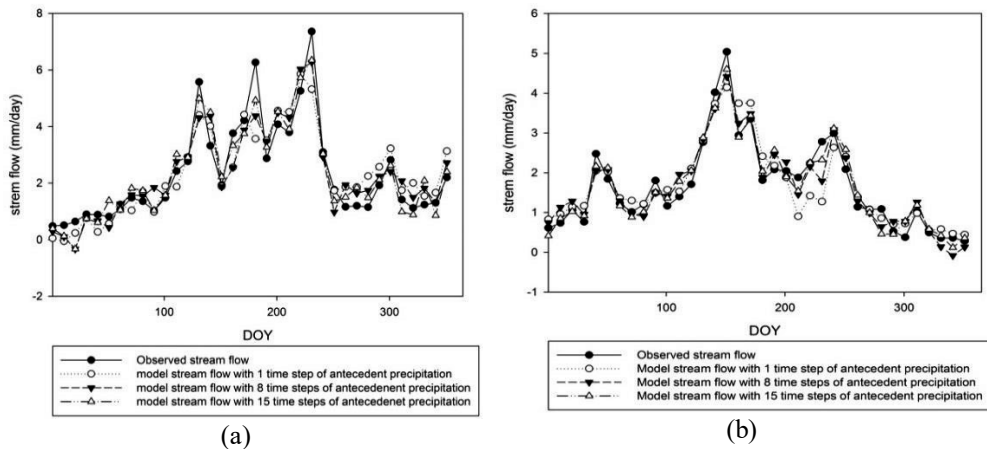 8
6
4
2
0
-2
strem flow (mm/day)
0
100
200
300
DOY
Observed stream flow
model stream flow with 1 time step of antecedent precipitation
model stream flow with 8 time steps of antecedenent precipitation
model stream flow with 15 time steps of antecedenet precipitation
(a)
6
5
4
3
2
1
0
-1
strem flow (mm/day)
0
100
200
300
DOY
Observed stream flow
Model stream flow with 1 time step of antecedent precipitation
Model stream flow with 8 time steps of antecedent precipitation
Model stream flow with 15 time steps of antecedent precipitation
(b)